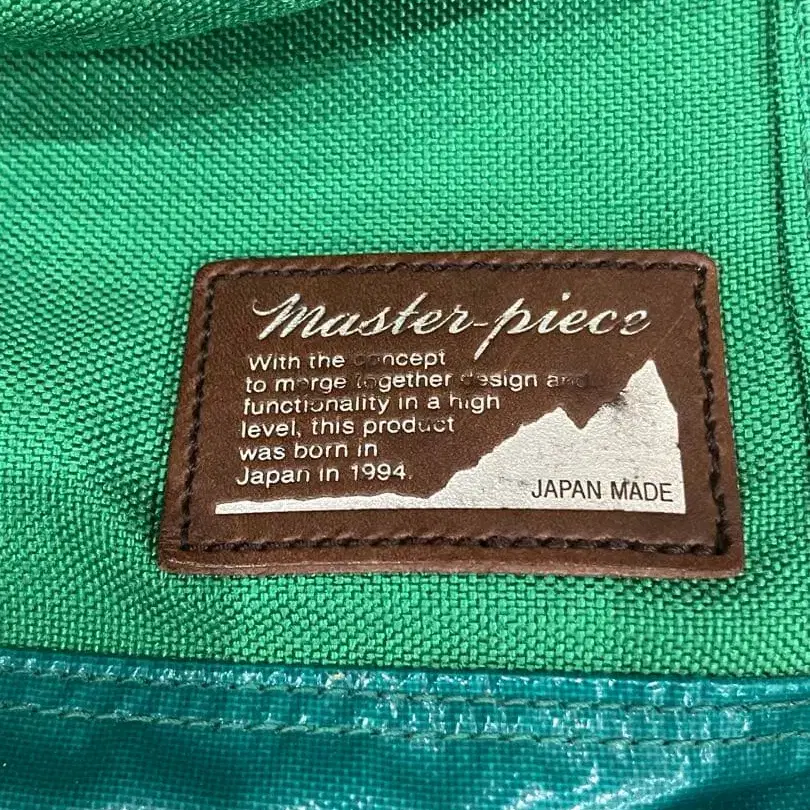 Master-piece
With the concept
to merge together design and
functionality in a high
level, this product
was born in
Japan in 1994.
JAPAN MADE